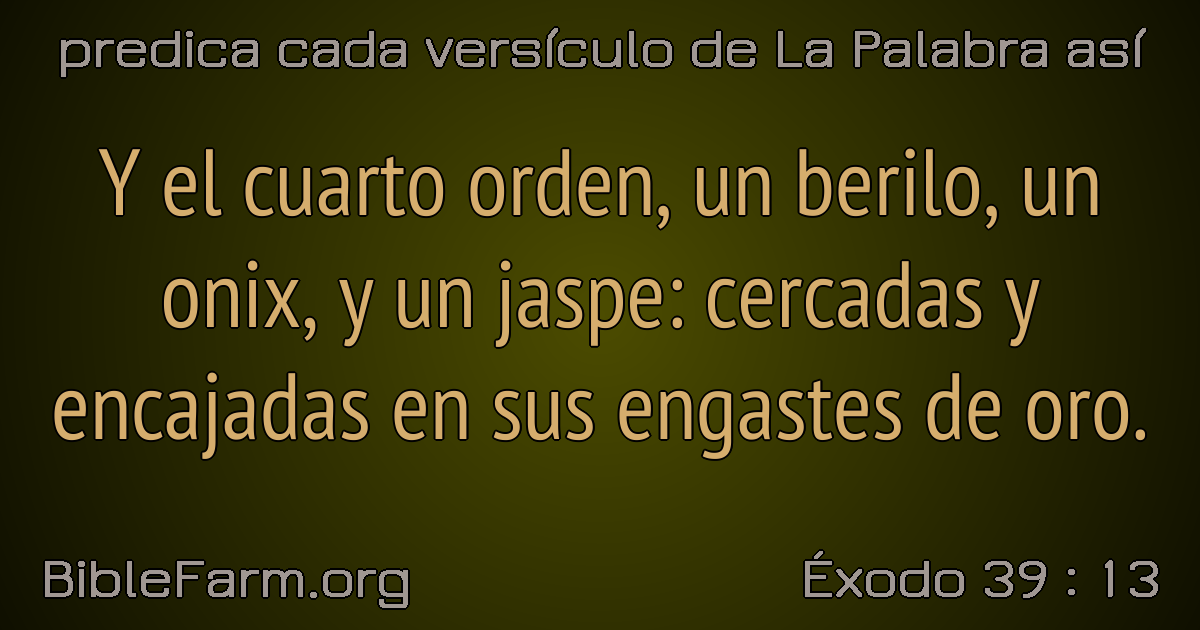 predica cada versículo de La Palabra así
Y el cuarto orden, un berilo, un
onix, y un jaspe: cercadas y
encajadas en sus engastes de oro.
BibleFarm.org
Éxodo 39 : 13